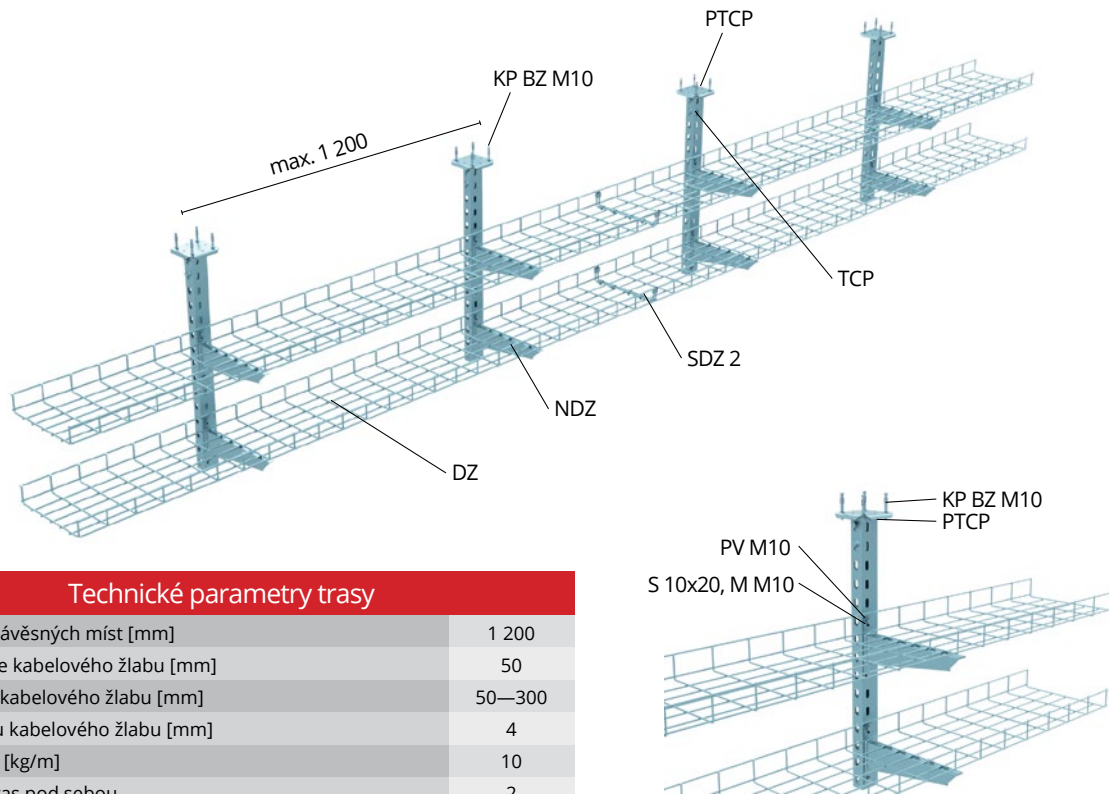 PTCP
KP BZ M10
max. 1 200
TCP
SDZ 2
NDZ
DZ
KP BZ M10
PTCP
PV M10
S 10x20, M M10
Technické parametry trasy
ávěsných míst [mm] 1 200
e kabelového žlabu [mm] 50
kabelového žlabu [mm] 50—300
u kabelového žlabu [mm] 4
[kg/m] 10
pod sebou 2